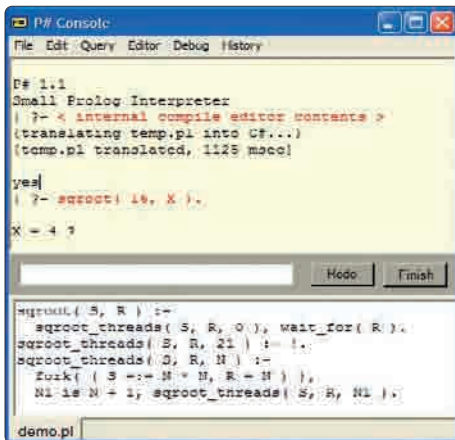 P# Console
File Edit Query Editor Debug History
P# 1.1
Small Prolog Interpreter
| ?- < internal compile editor contents >
(translating temp.pl into C#...)
[temp.pl translated, 1125 msec]
yes
| ?- sqroot( 16, X ).
X = 4 ?
Redo Finish
sqroot( S, R ) :-
sqroot_threads( S, R, 0 ), wait_for( R ).
sqroot_threads( S, R, 21 ) :- !.
sqroot_threads( S, R, N ) :-
fork( ( S =:= N * N, R = N ) ),
N1 is N + 1, sqroot_threads( S, R, N1 ).
demo.pl